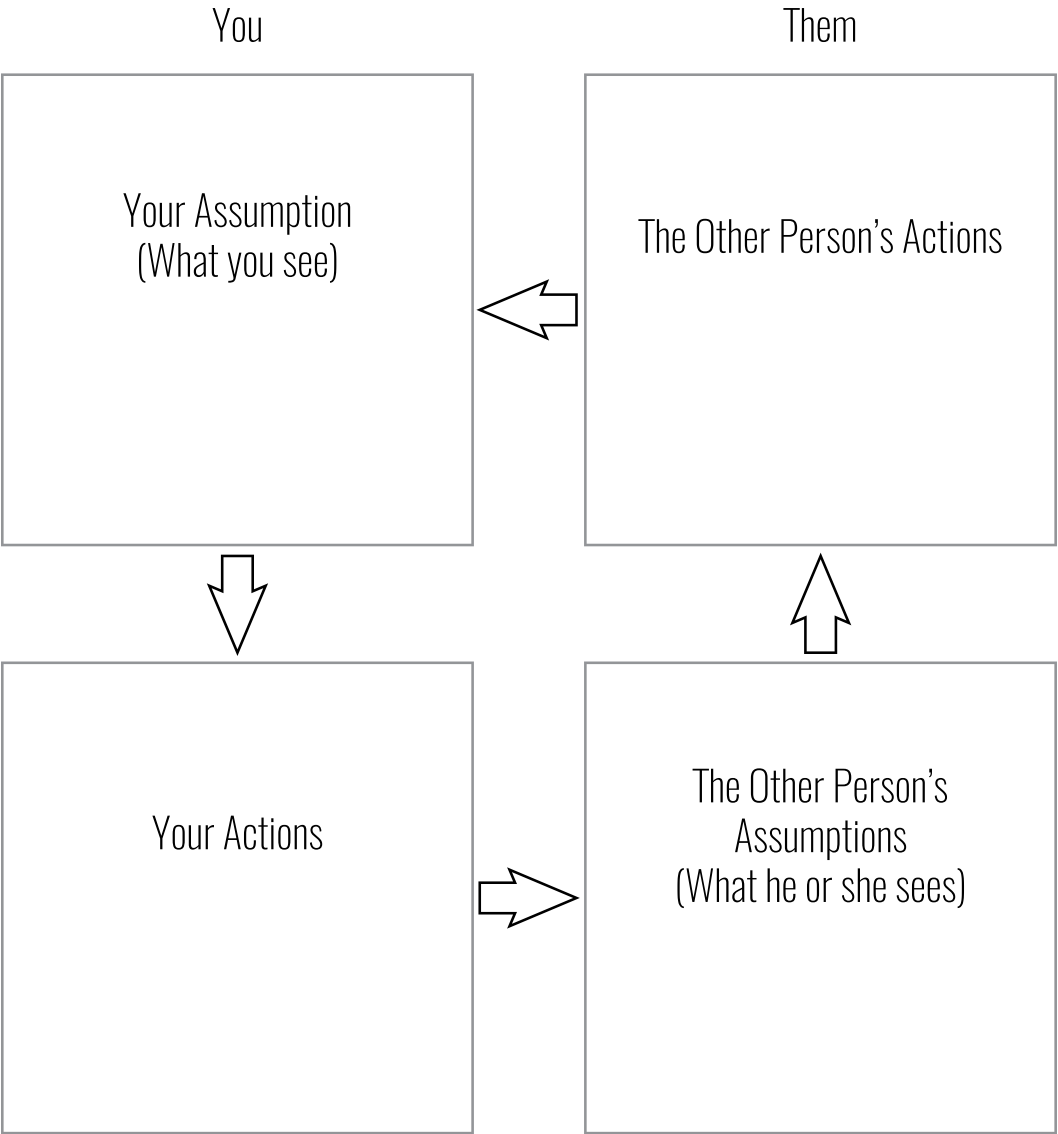 You
Them
Your Assumption
(What you see)
The Other Person’s Actions
Your Actions
The Other Person’s
Assumptions
(What he or she sees)